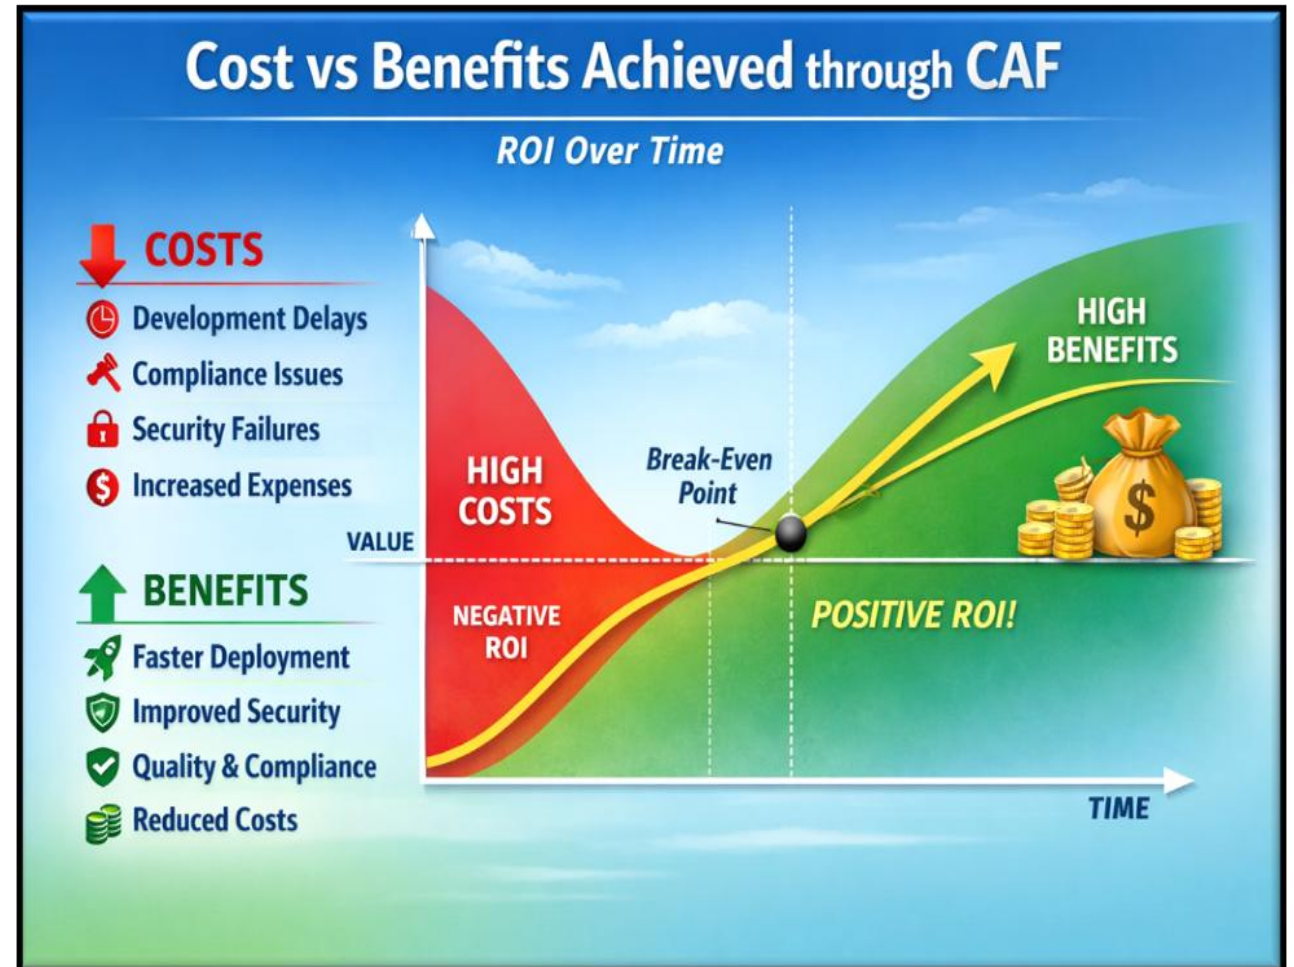 Cost vs Benefits Achieved through CAF
ROI Over Time
COSTS
Development Delays
Compliance Issues
Security Failures
$
Increased Expenses
BENEFITS
Faster Deployment
Improved Security
Quality & Compliance
Reduced Costs
VALUE
HIGH
COSTS
NEGATIVE
ROI
Break-Even
Point
HIGH
BENEFITS
$
POSITIVE ROI!
TIME